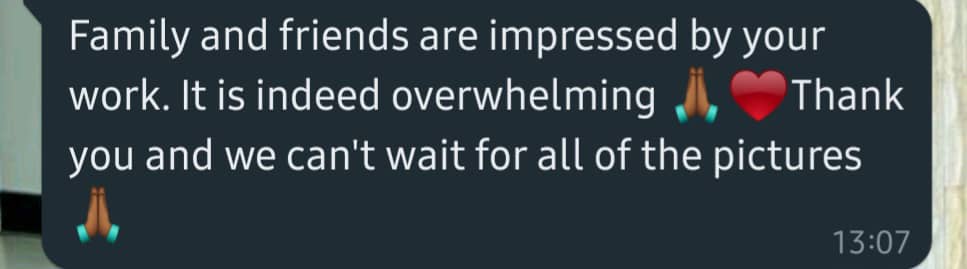 Family and friends are impressed by your
work. It is indeed overwhelming 🙏🏾 ❤️Thank
you and we can't wait for all of the pictures
🙏🏾
13:07